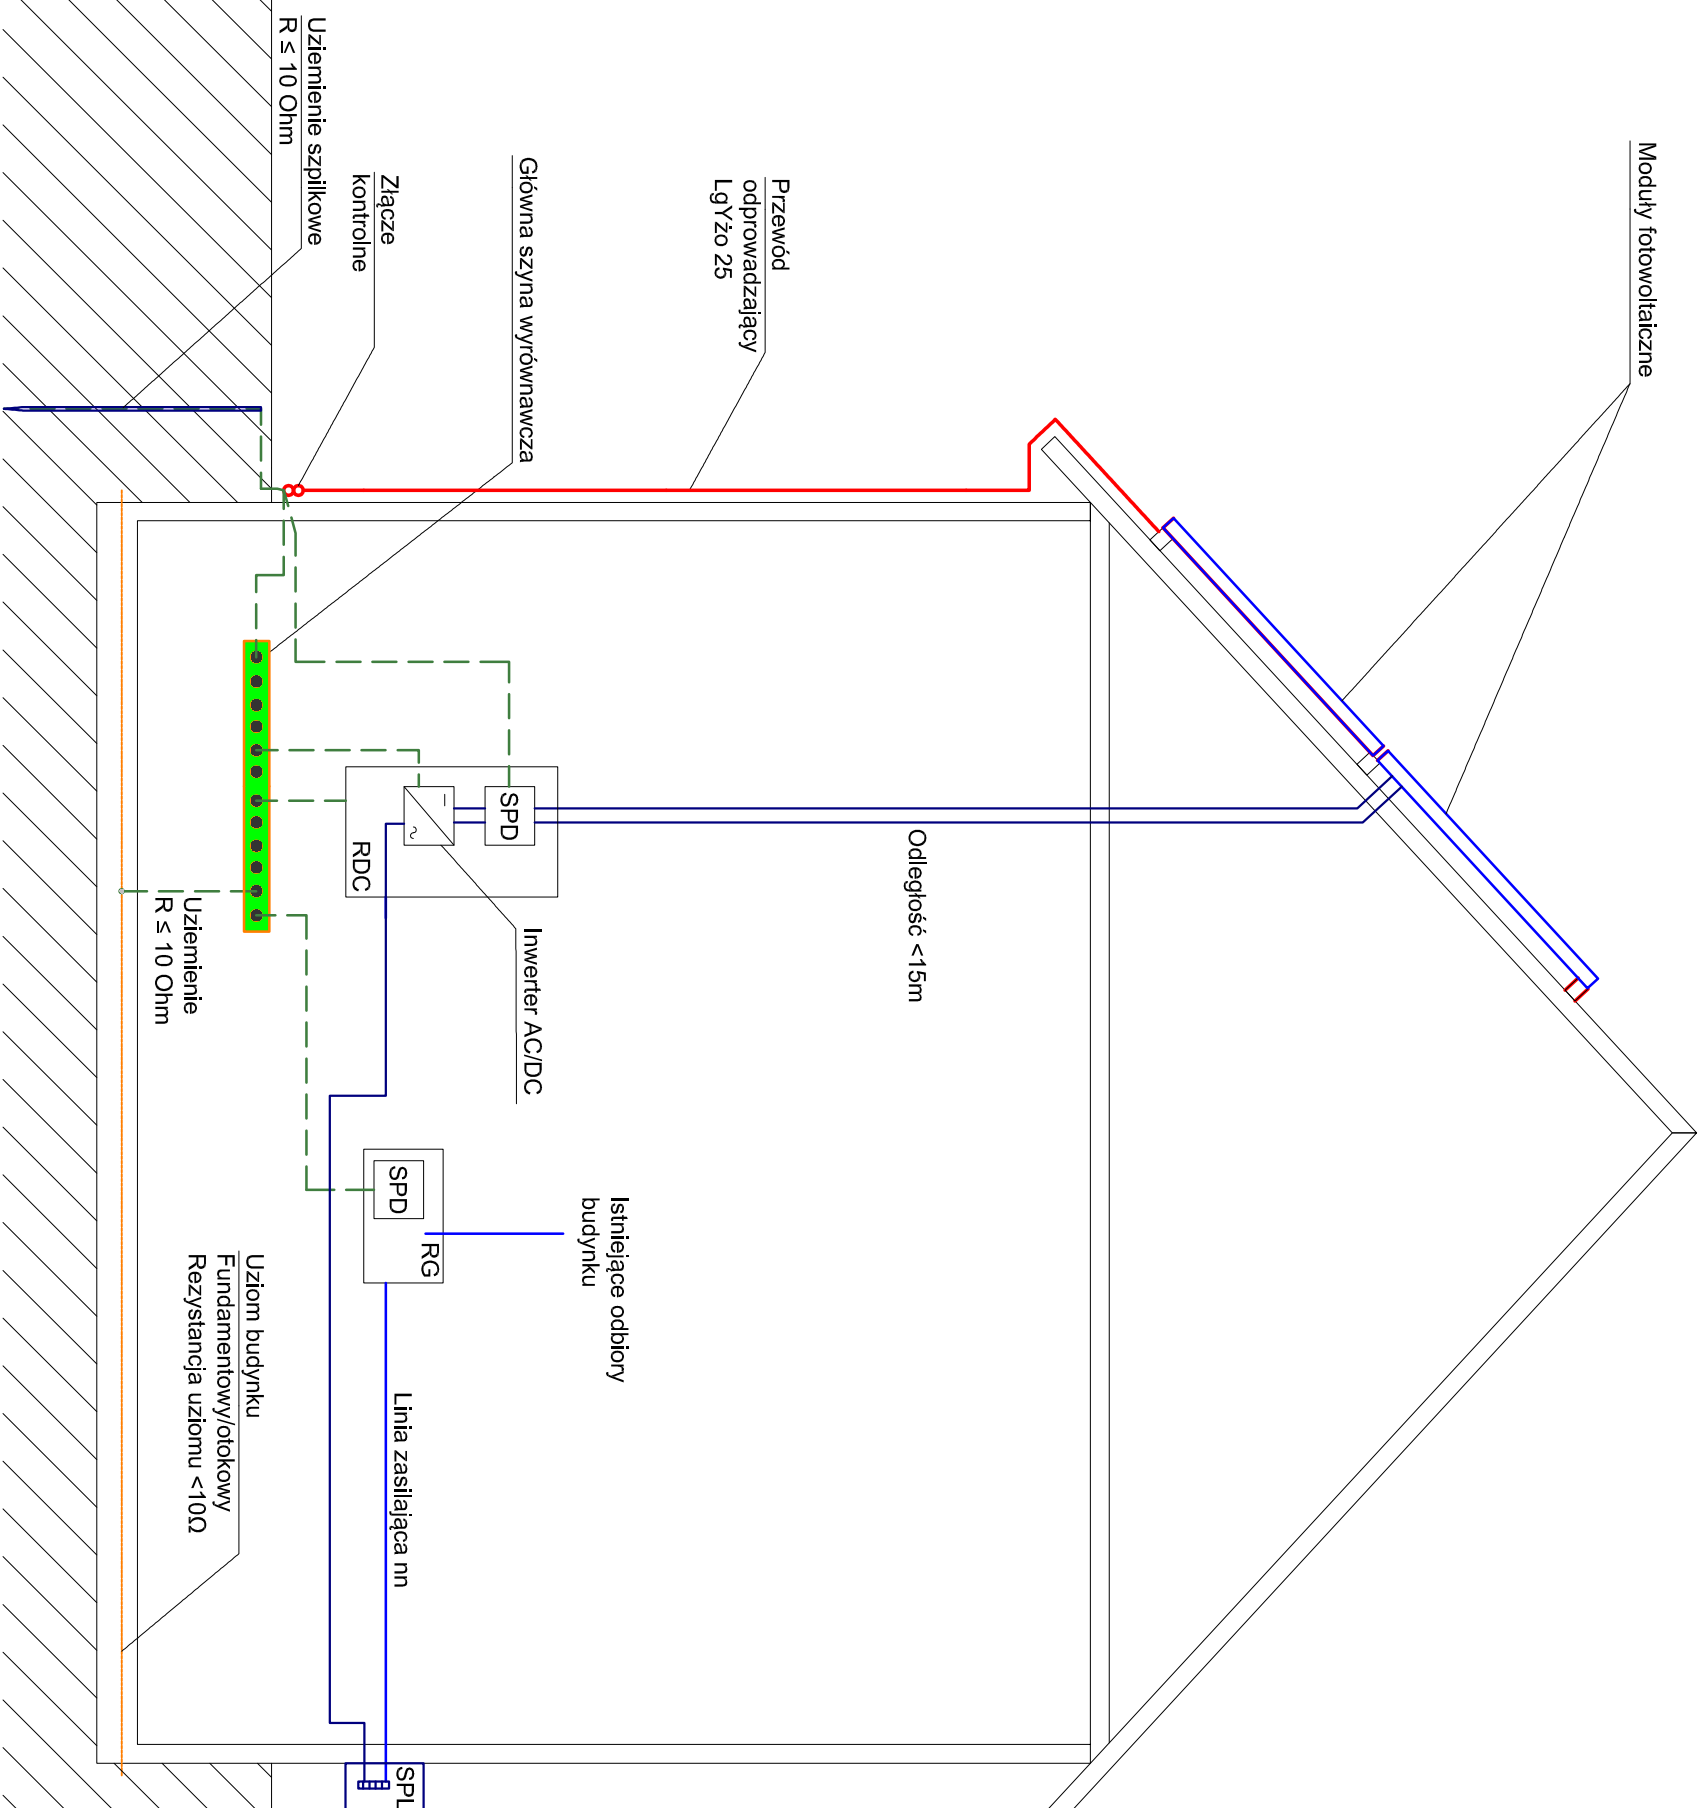 Moduły fotowoltaiczne
Przewód
odprowadzający
LgYżo 25
Główna szyna wyrównawcza
Złącze
kontrolne
Uziemienie szpilkowe
R ≤ 10 Ohm
Odległość <15m
SPD
RDC
Inwerter AC/DC
Uziemienie
R ≤ 10 Ohm
Istniejące odbiory
budynku
SPD
RG
Linia zasilająca nn
Uziom budynku
Fundamentowy/otokowy
Rezystancja uziomu <10Ω
SPL